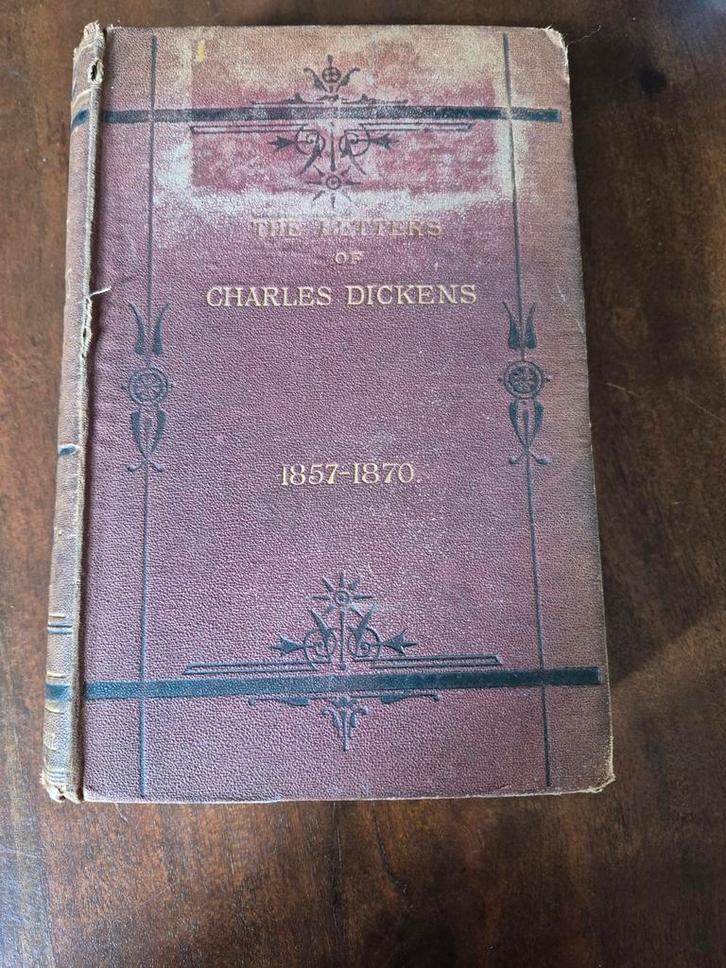 THE LETTERS
OF
CHARLES DICKENS
1857-1870.